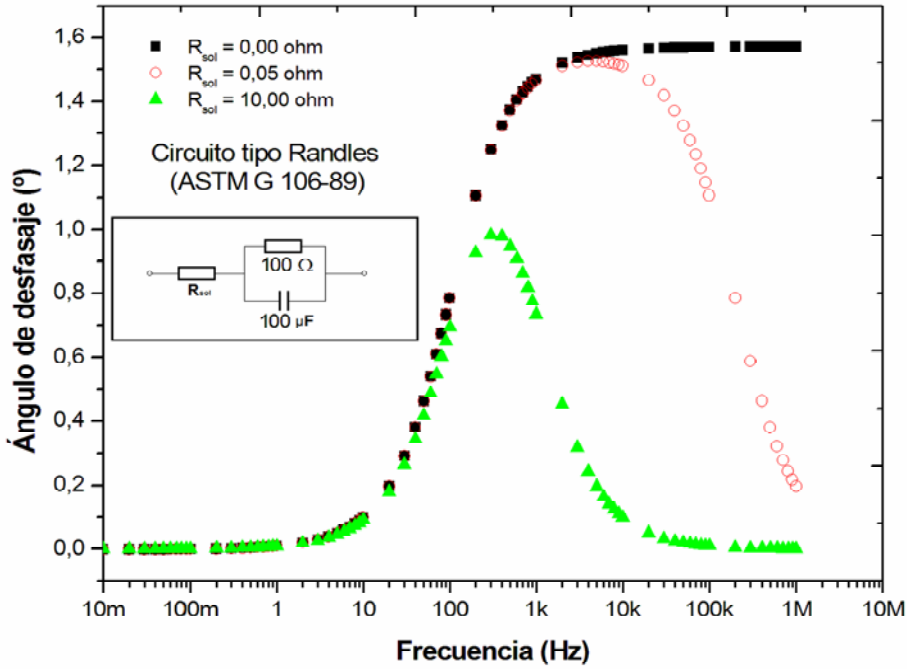 1,6
1,4
1,2
1,0
0,8
0,6
0,4
0,2
0,0
Ángulo de desfasaje (º)
R_sol = 0,00 ohm
R_sol = 0,05 ohm
R_sol = 10,00 ohm
Circuito tipo Randles
(ASTM G 106-89)
100 Ω
R_sol
100 µF
10m 100m 1 10 100 1k 10k 100k 1M 10M
Frecuencia (Hz)